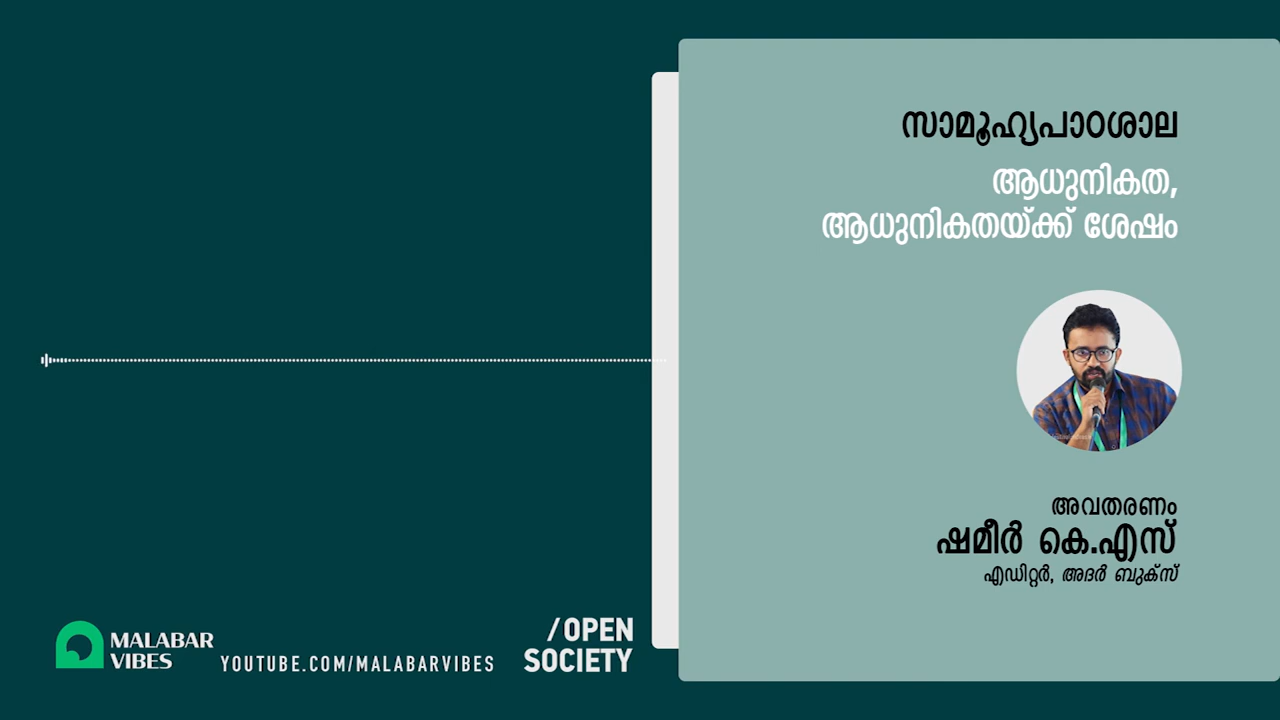 സാമൂഹ്യപാഠശാല
ആധുനികത,
ആധുനികതയ്ക്ക് ശേഷം
അവതരണം
ഷമീർ കെ.എസ്
എഡിറ്റർ, അദർ ബുക്സ്
MALABAR
VIBES
YOUTUBE.COM/MALABARVIBES
/OPEN
SOCIETY